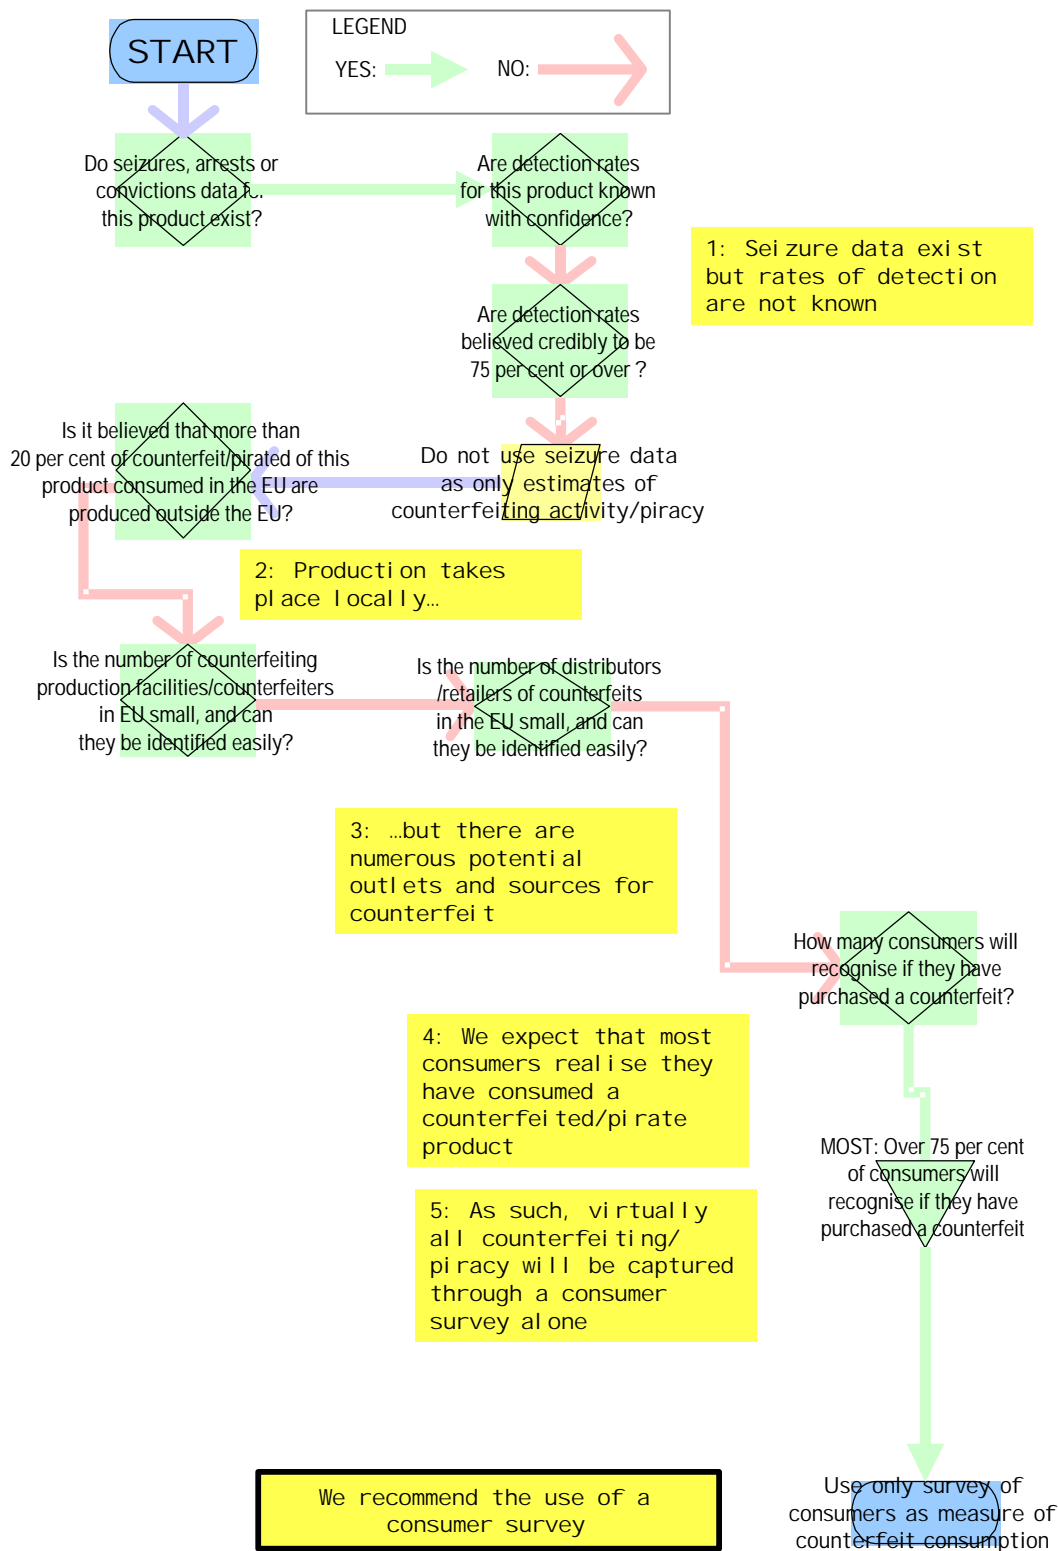 START
LEGEND
YES:
NO:
Do seizures, arrests or
convictions data for
this product exist?
Are detection rates
for this product known
with confidence?
1: Seizure data exist
but rates of detection
are not known
Are detection rates
believed credibly to be
75 per cent or over ?
Is it believed that more than
20 per cent of counterfeit/pirated of this
product consumed in the EU are
produced outside the EU?
Do not use seizure data
as only estimates of
counterfeiting activity/piracy
2: Production takes
place locally…
Is the number of counterfeiting
production facilities/counterfeiters
in EU small, and can
they be identified easily?
Is the number of distributors
/retailers of counterfeits
in the EU small, and can
they be identified easily?
3: …but there are
numerous potential
outlets and sources for
counterfeit
How many consumers will
recognise if they have
purchased a counterfeit?
4: We expect that most
consumers realise they
have consumed a
counterfeited/pirate
product
MOST: Over 75 per cent
of consumers will
recognise if they have
purchased a counterfeit
5: As such, virtually
all counterfeiting/
piracy will be captured
through a consumer
survey alone
We recommend the use of a
consumer survey
Use only survey of
consumers as measure of
counterfeit consumption